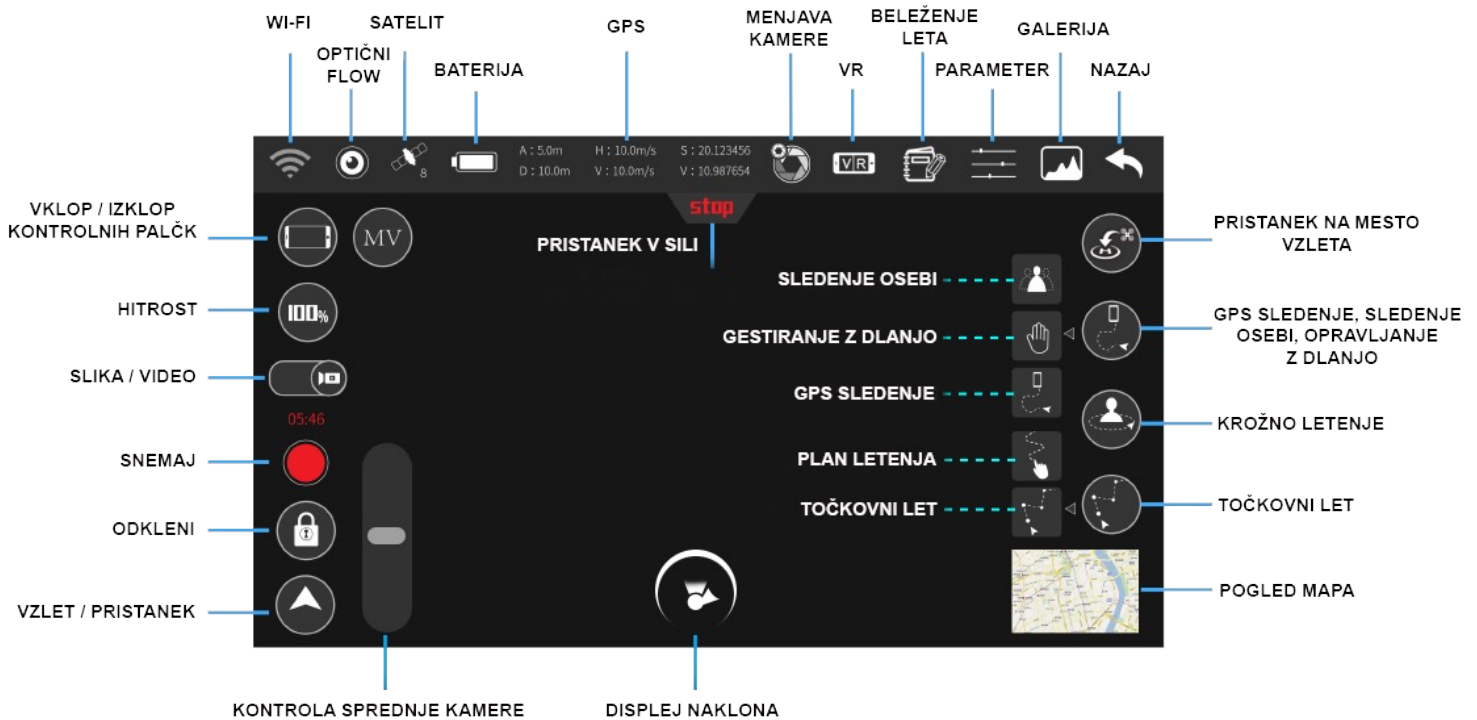 WI-FI
OPTIČNI
FLOW
SATELIT
BATERIJA
GPS
MENJAVA
KAMERE
VR
BELEŽENJE
LETA
PARAMETER
GALERIJA
NAZAJ
8
A : 5.0m
H : 10.0m/s
S : 20.123456
D : 10.0m
V : 10.0m/s
V : 10.987654
VR
stop
VKLOP / IZKLOP
KONTROLNIH PALČK
MV
PRISTANEK V SILI
PRISTANEK NA MESTO
VZLETA
SLEDENJE OSEBI
HITROST
100%
GESTIRANJE Z DLANJO
GPS SLEDENJE, SLEDENJE
OSEBI, OPRAVLJANJE
Z DLANJO
SLIKA / VIDEO
GPS SLEDENJE
05:46
KROŽNO LETENJE
SNEMAJ
PLAN LETENJA
TOČKOVNI LET
TOČKOVNI LET
ODKLENI
VZLET / PRISTANEK
POGLED MAPA
KONTROLA SPREDNJE KAMERE
DISPLEJ NAKLONA